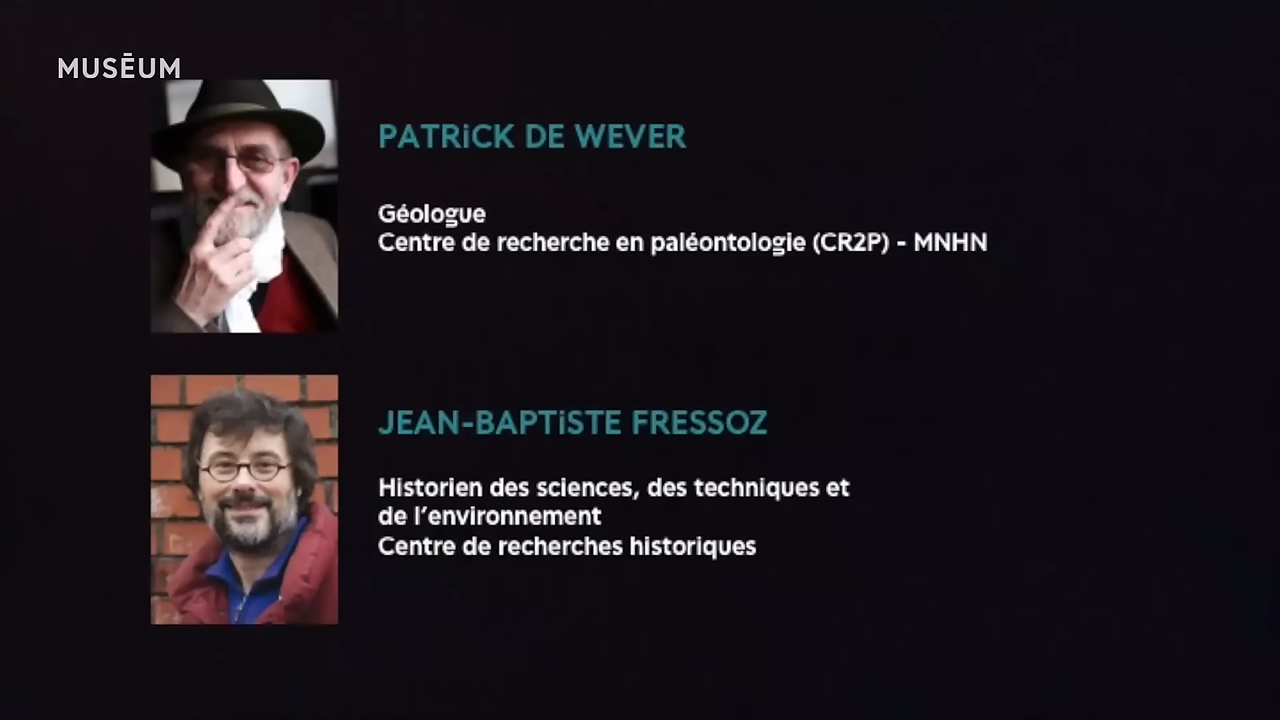 MUSĒUM
PATRiCK DE WEVER
Géologue
Centre de recherche en paléontologie (CR2P) - MNHN
JEAN-BAPTiSTE FRESSOZ
Historien des sciences, des techniques et
de l'environnement
Centre de recherches historiques